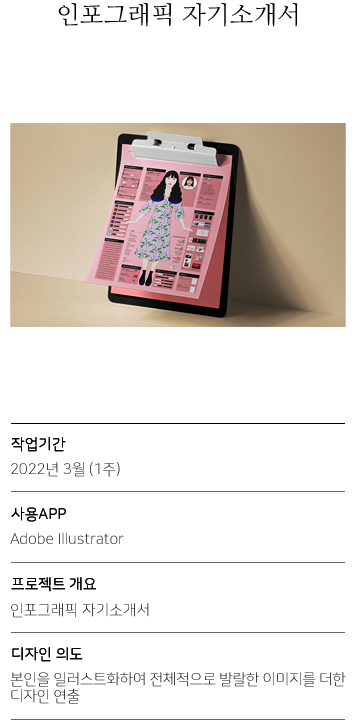 인포그래픽 자기소개서
작업기간
2022년 3월 (1주)
사용APP
Adobe Illustrator
프로젝트 개요
인포그래픽 자기소개서
디자인 의도
본인을 일러스트화하여 전체적으로 발랄한 이미지를 더한
디자인 연출